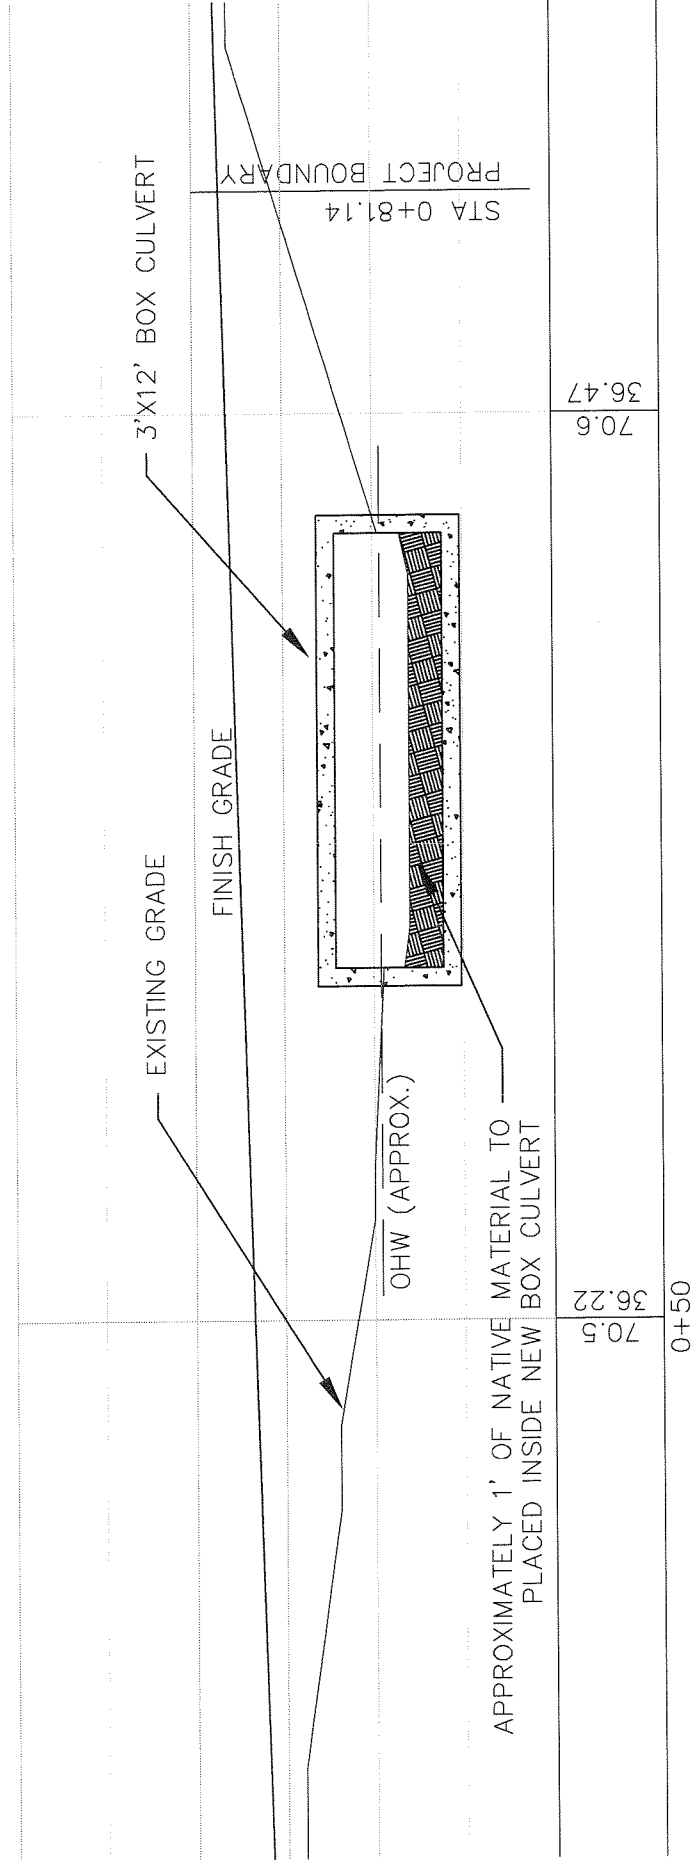 3'X12' BOX CULVERT
EXISTING GRADE
FINISH GRADE
STA 0+81.14
PROJECT BOUNDARY
OHW (APPROX.)
APPROXIMATELY 1' OF NATIVE MATERIAL TO
PLACED INSIDE NEW BOX CULVERT
70.5
36.22
70.6
36.47
0+50